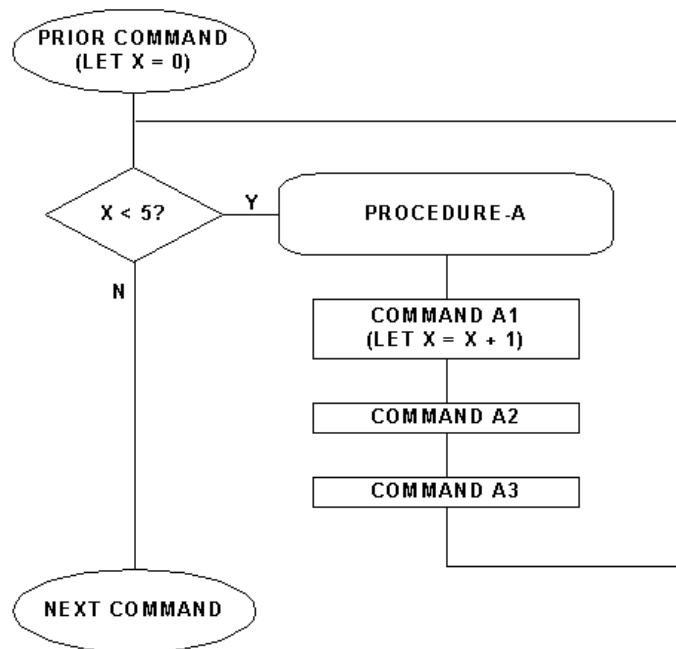 PRIOR COMMAND
(LET X = 0)
X < 5?
Y
PROCEDURE-A
N
COMMAND A1
(LET X = X + 1)
COMMAND A2
COMMAND A3
NEXT COMMAND